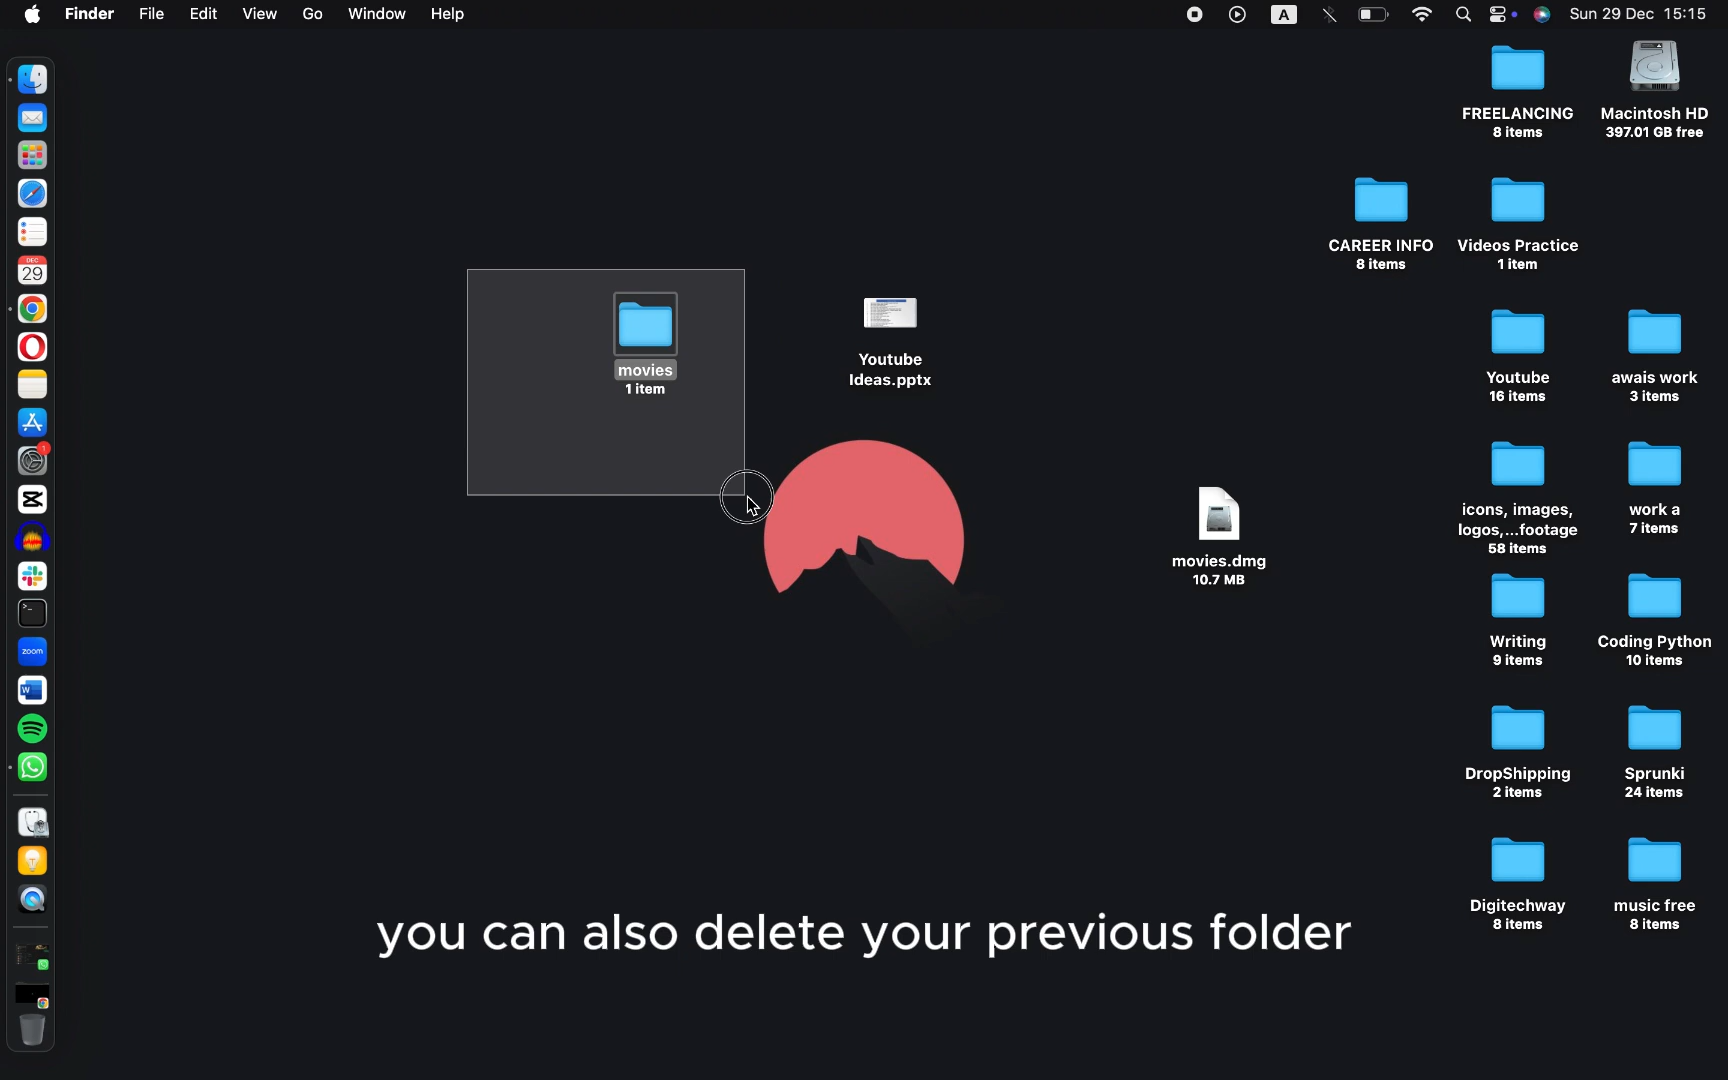 Finder File Edit View Go Window Help A Sun 29 Dec 15:15
FREELANCING
8 items
Macintosh HD
397.01 GB free
CAREER INFO
8 items
Videos Practice
1 item
movies
1 item
Youtube
Ideas.pptx
Youtube
16 items
awais work
3 items
movies.dmg
10.7 MB
icons, images,
logos,...footage
58 items
work a
7 items
Writing
9 items
Coding Python
10 items
DropShipping
2 items
Sprunki
24 items
Digitechway
8 items
music free
8 items
DEC
29
1
zoom
W
you can also delete your previous folder